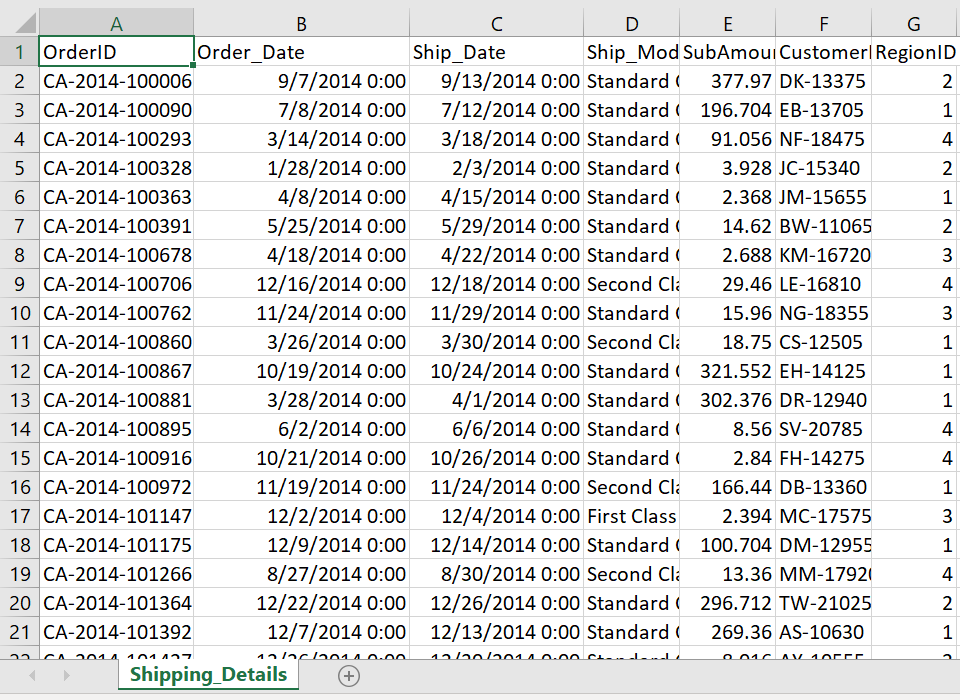 A B C D E F G
1 OrderID Order_Date Ship_Date Ship_Mod SubAmou CustomerI RegionID
2 CA-2014-100006 9/7/2014 0:00 9/13/2014 0:00 Standard 377.97 DK-13375 2
3 CA-2014-100090 7/8/2014 0:00 7/12/2014 0:00 Standard 196.704 EB-13705 1
4 CA-2014-100293 3/14/2014 0:00 3/18/2014 0:00 Standard 91.056 NF-18475 4
5 CA-2014-100328 1/28/2014 0:00 2/3/2014 0:00 Standard 3.928 JC-15340 2
6 CA-2014-100363 4/8/2014 0:00 4/15/2014 0:00 Standard 2.368 JM-15655 1
7 CA-2014-100391 5/25/2014 0:00 5/29/2014 0:00 Standard 14.62 BW-11065 2
8 CA-2014-100678 4/18/2014 0:00 4/22/2014 0:00 Standard 2.688 KM-16720 3
9 CA-2014-100706 12/16/2014 0:00 12/18/2014 0:00 Second Cla 29.46 LE-16810 4
10 CA-2014-100762 11/24/2014 0:00 11/29/2014 0:00 Standard 15.96 NG-18355 3
11 CA-2014-100860 3/26/2014 0:00 3/30/2014 0:00 Second Cla 18.75 CS-12505 1
12 CA-2014-100867 10/19/2014 0:00 10/24/2014 0:00 Standard 321.552 EH-14125 1
13 CA-2014-100881 3/28/2014 0:00 4/1/2014 0:00 Standard 302.376 DR-12940 1
14 CA-2014-100895 6/2/2014 0:00 6/6/2014 0:00 Standard 8.56 SV-20785 4
15 CA-2014-100916 10/21/2014 0:00 10/26/2014 0:00 Standard 2.84 FH-14275 4
16 CA-2014-100972 11/19/2014 0:00 11/24/2014 0:00 Second Cla 166.44 DB-13360 1
17 CA-2014-101147 12/2/2014 0:00 12/4/2014 0:00 First Class 2.394 MC-17575 3
18 CA-2014-101175 12/9/2014 0:00 12/14/2014 0:00 Standard 100.704 DM-12955 1
19 CA-2014-101266 8/27/2014 0:00 8/30/2014 0:00 Second Cla 13.36 MM-17920 4
20 CA-2014-101364 12/22/2014 0:00 12/26/2014 0:00 Standard 296.712 TW-21025 2
21 CA-2014-101392 12/7/2014 0:00 12/13/2014 0:00 Standard 269.36 AS-10630 1
Shipping_Details